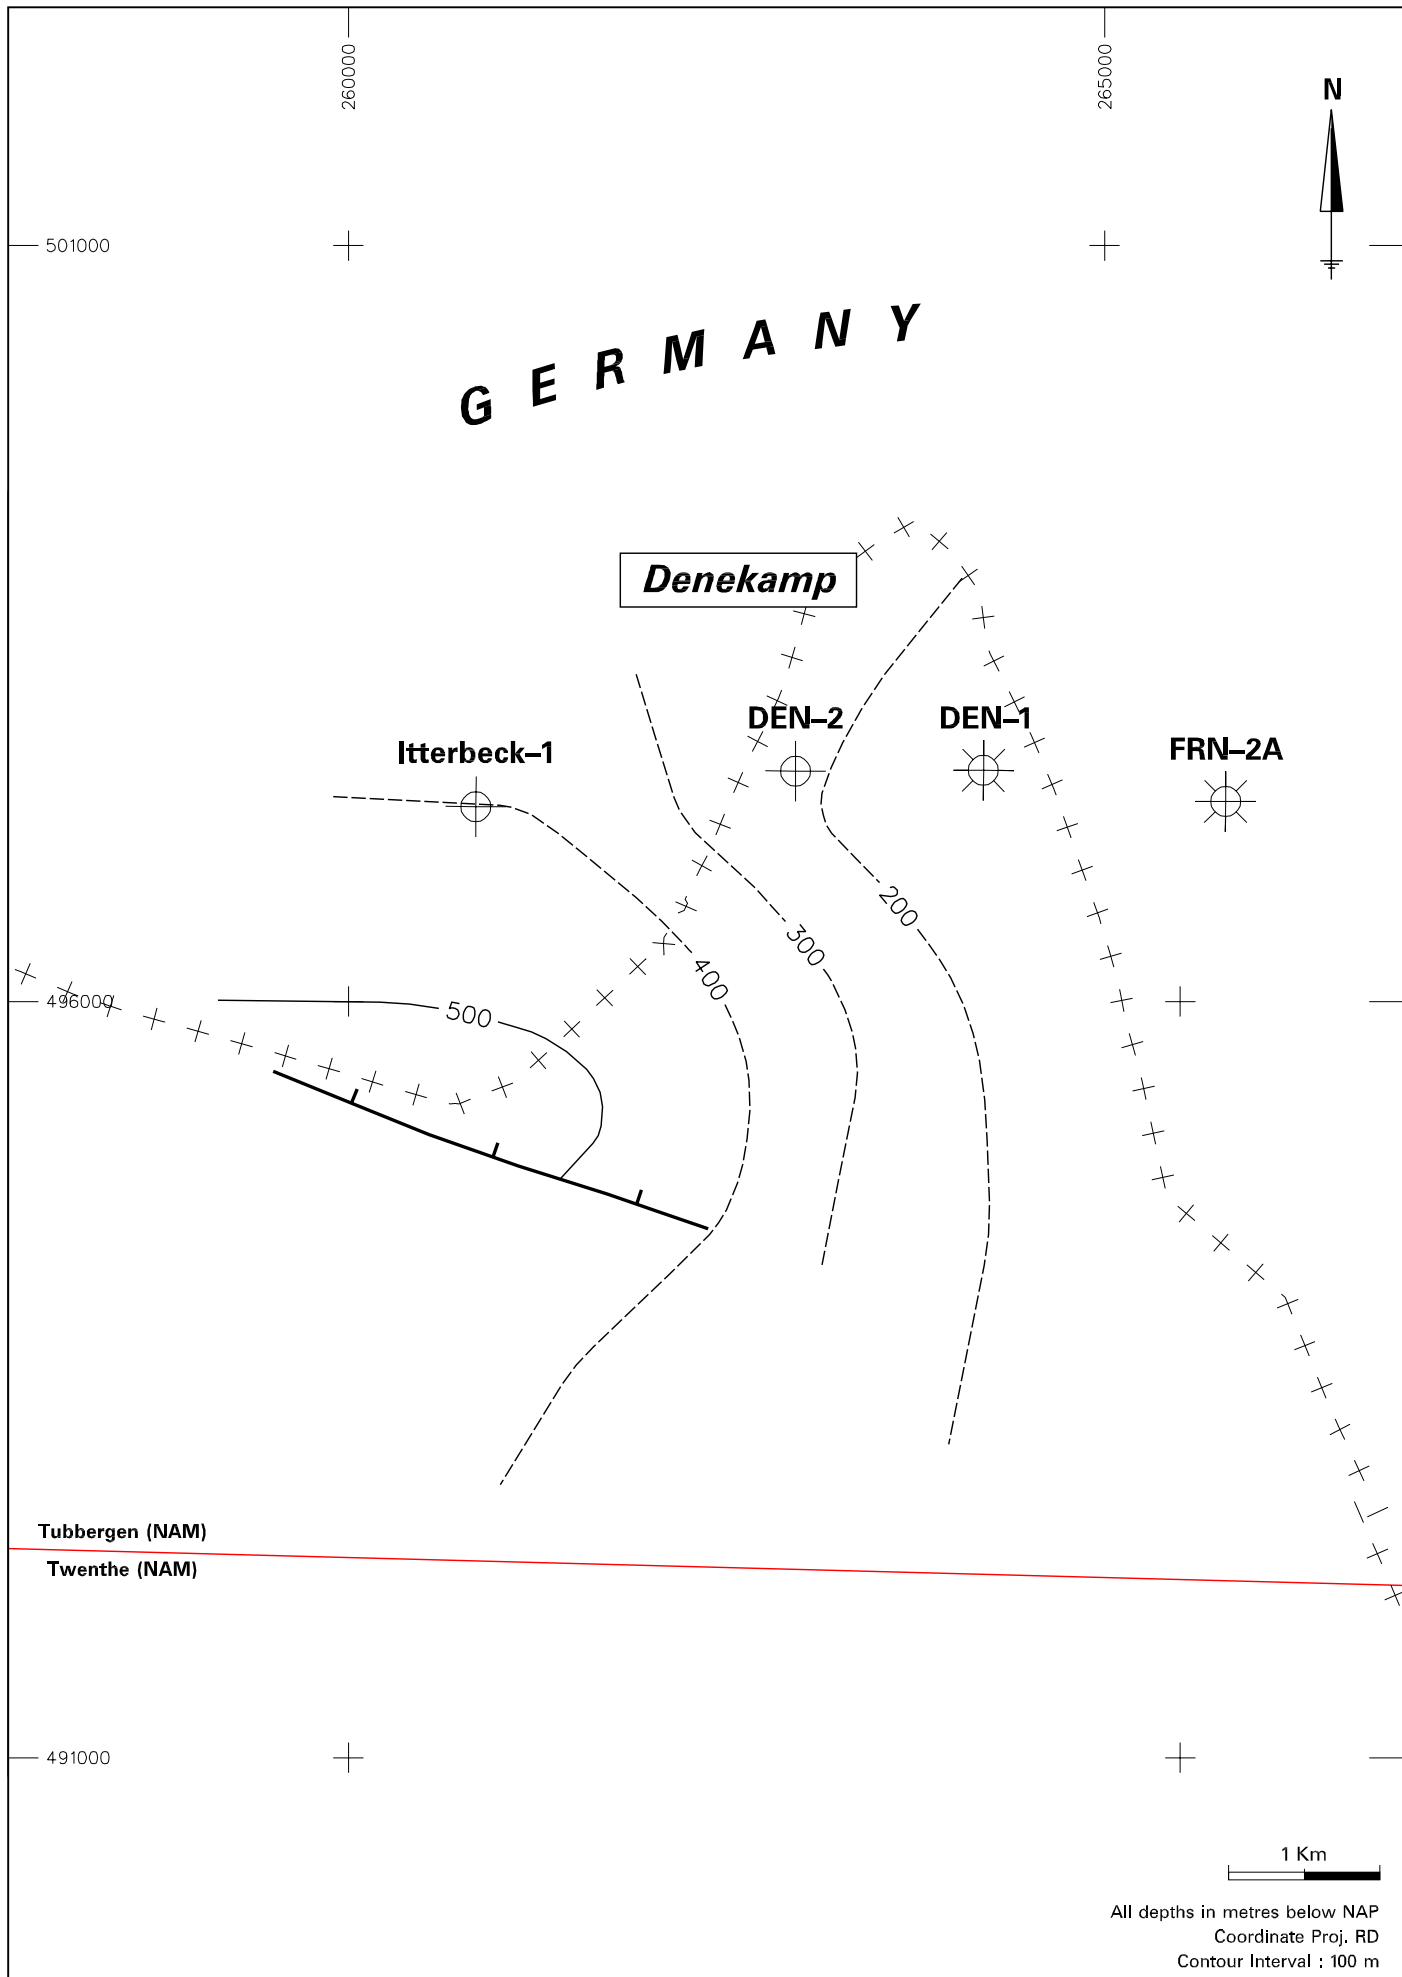 260000
265000
N
501000
GERMANY
Denekamp
DEN–2
DEN–1
Itterbeck–1
FRN–2A
200
300
400
496000
500
Tubbergen (NAM)
Twenthe (NAM)
491000
1 Km
All depths in metres below NAP
Coordinate Proj. RD
Contour Interval : 100 m